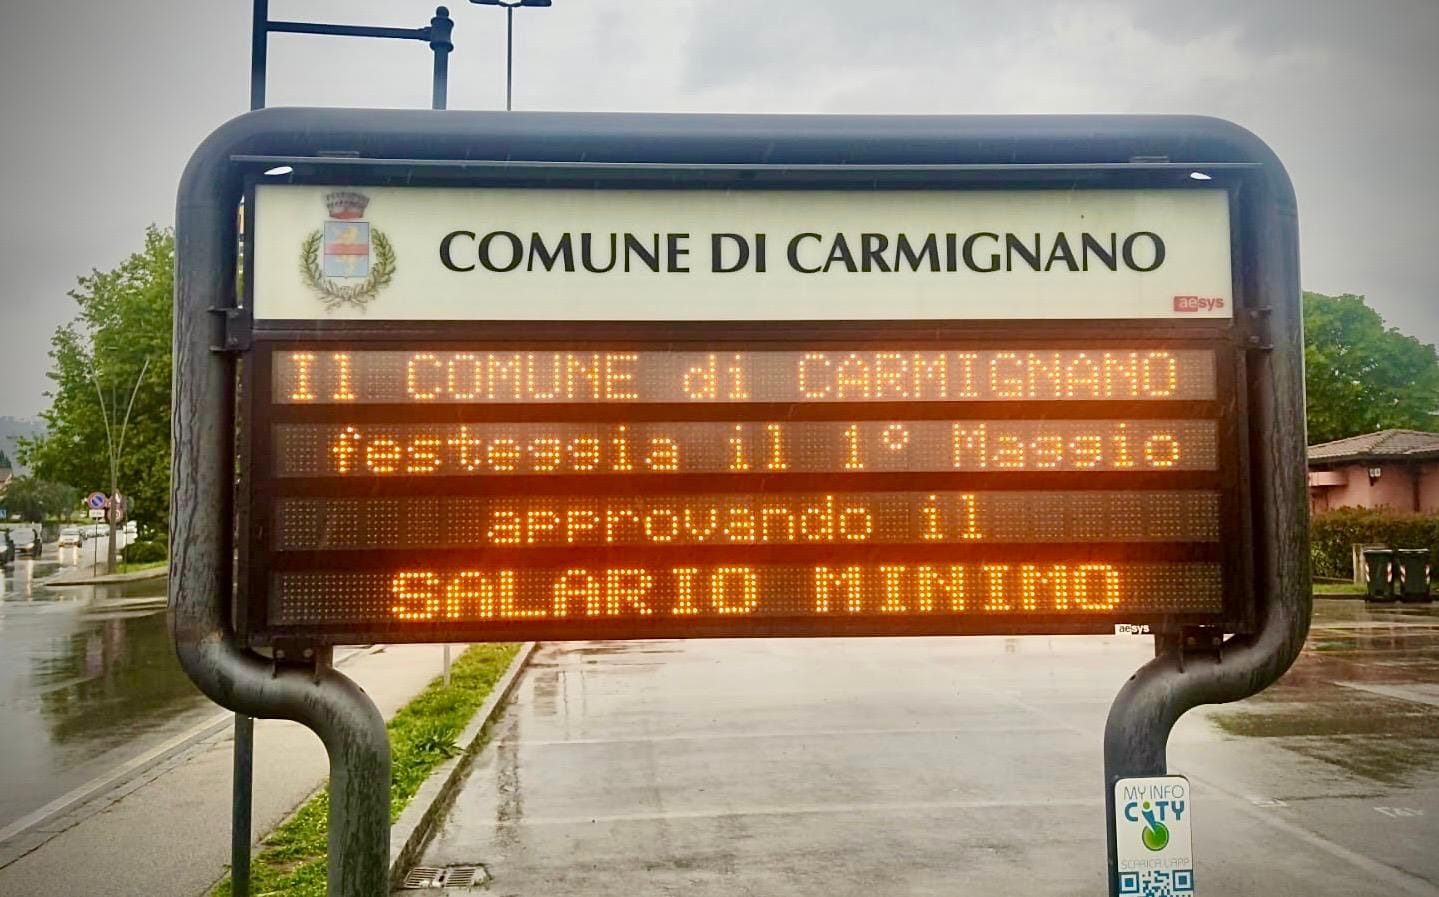 COMUNE DI CARMIGNANO
aesys
Il COMUNE di CARMIGNANO
festeggia il 1° Maggio
approvando il
SALARIO MINIMO
aesys
MY INFO
CiTY
SCARICA L'APP